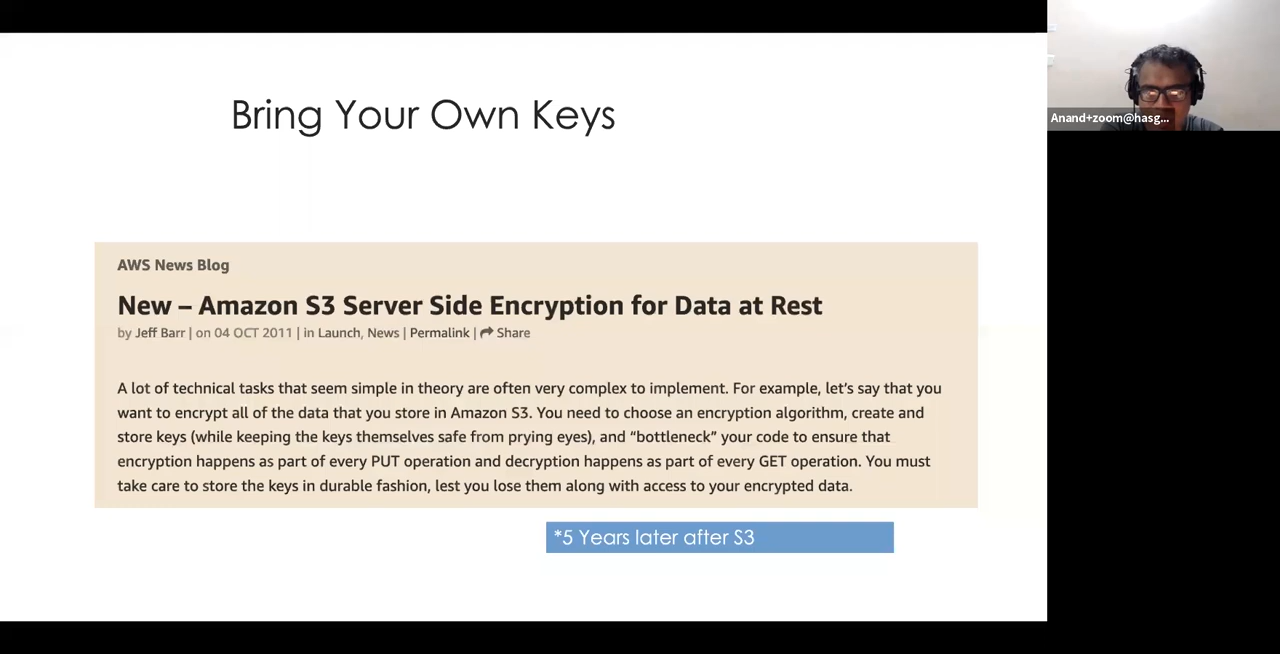 Bring Your Own Keys
Anand+zoom@hasg...
AWS News Blog
New – Amazon S3 Server Side Encryption for Data at Rest
by Jeff Barr | on 04 OCT 2011 | in Launch, News | Permalink | Share
A lot of technical tasks that seem simple in theory are often very complex to implement. For example, let’s say that you
want to encrypt all of the data that you store in Amazon S3. You need to choose an encryption algorithm, create and
store keys (while keeping the keys themselves safe from prying eyes), and “bottleneck” your code to ensure that
encryption happens as part of every PUT operation and decryption happens as part of every GET operation. You must
take care to store the keys in durable fashion, lest you lose them along with access to your encrypted data.
*5 Years later after S3